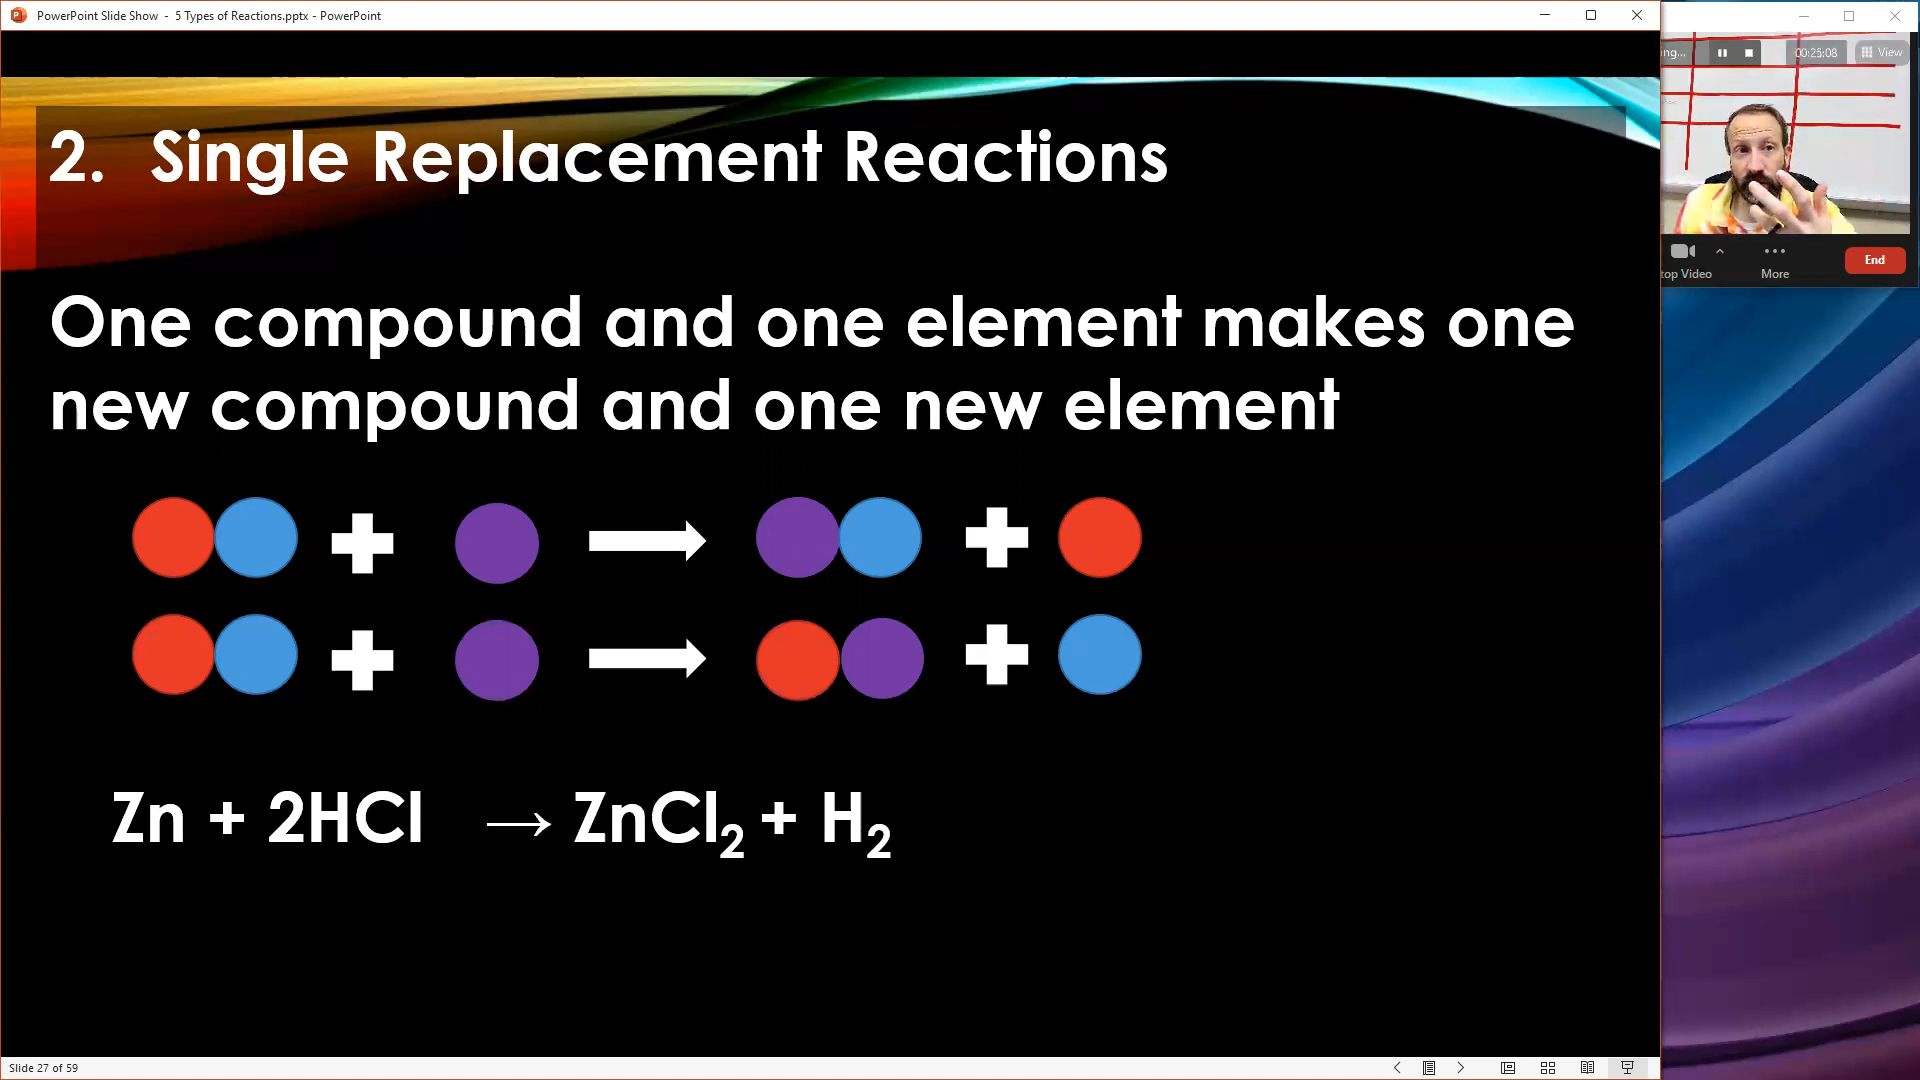 PowerPoint Slide Show - 5 Types of Reactions.pptx - PowerPoint
ng...
00:25:08
View
2. Single Replacement Reactions
top Video
More
End
One compound and one element makes one
new compound and one new element
Zn + 2HCl → ZnCl₂ + H₂
Slide 27 of 59